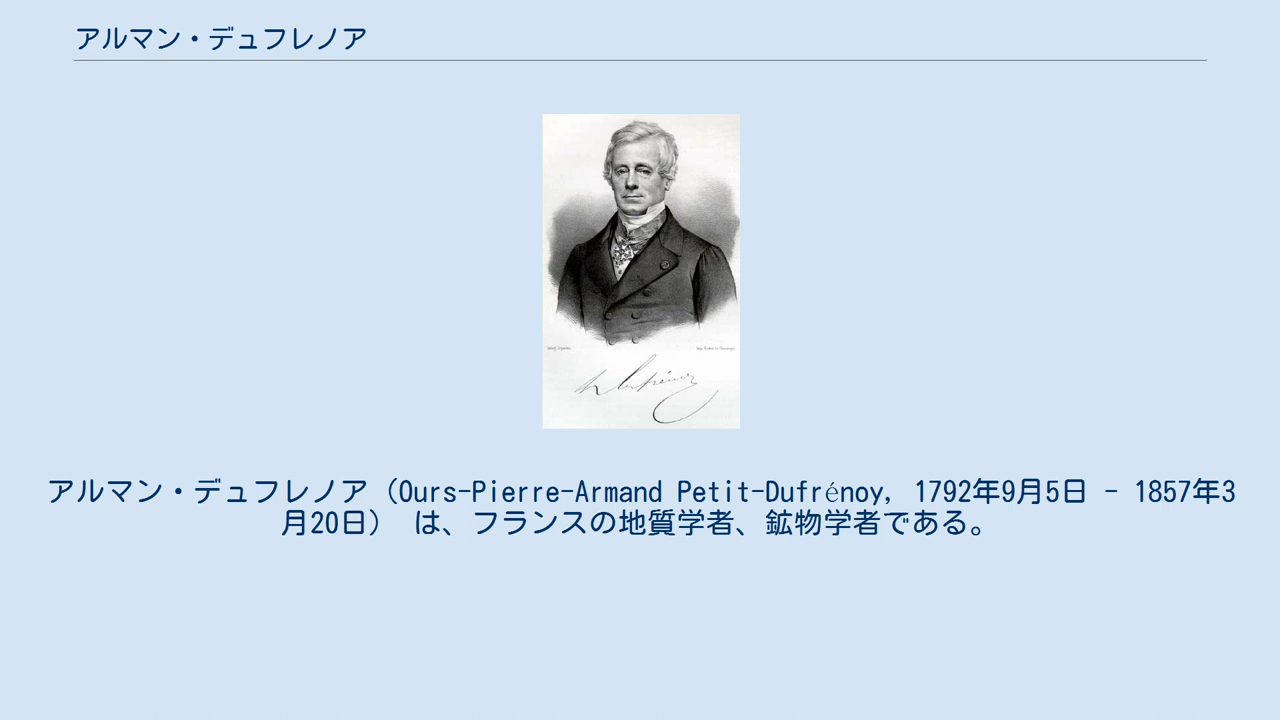 アルマン・デュフレノア
アルマン・デュフレノア（Ours-Pierre-Armand Petit-Dufrénoy, 1792年9月5日 - 1857年3
月20日） は、フランスの地質学者、鉱物学者である。